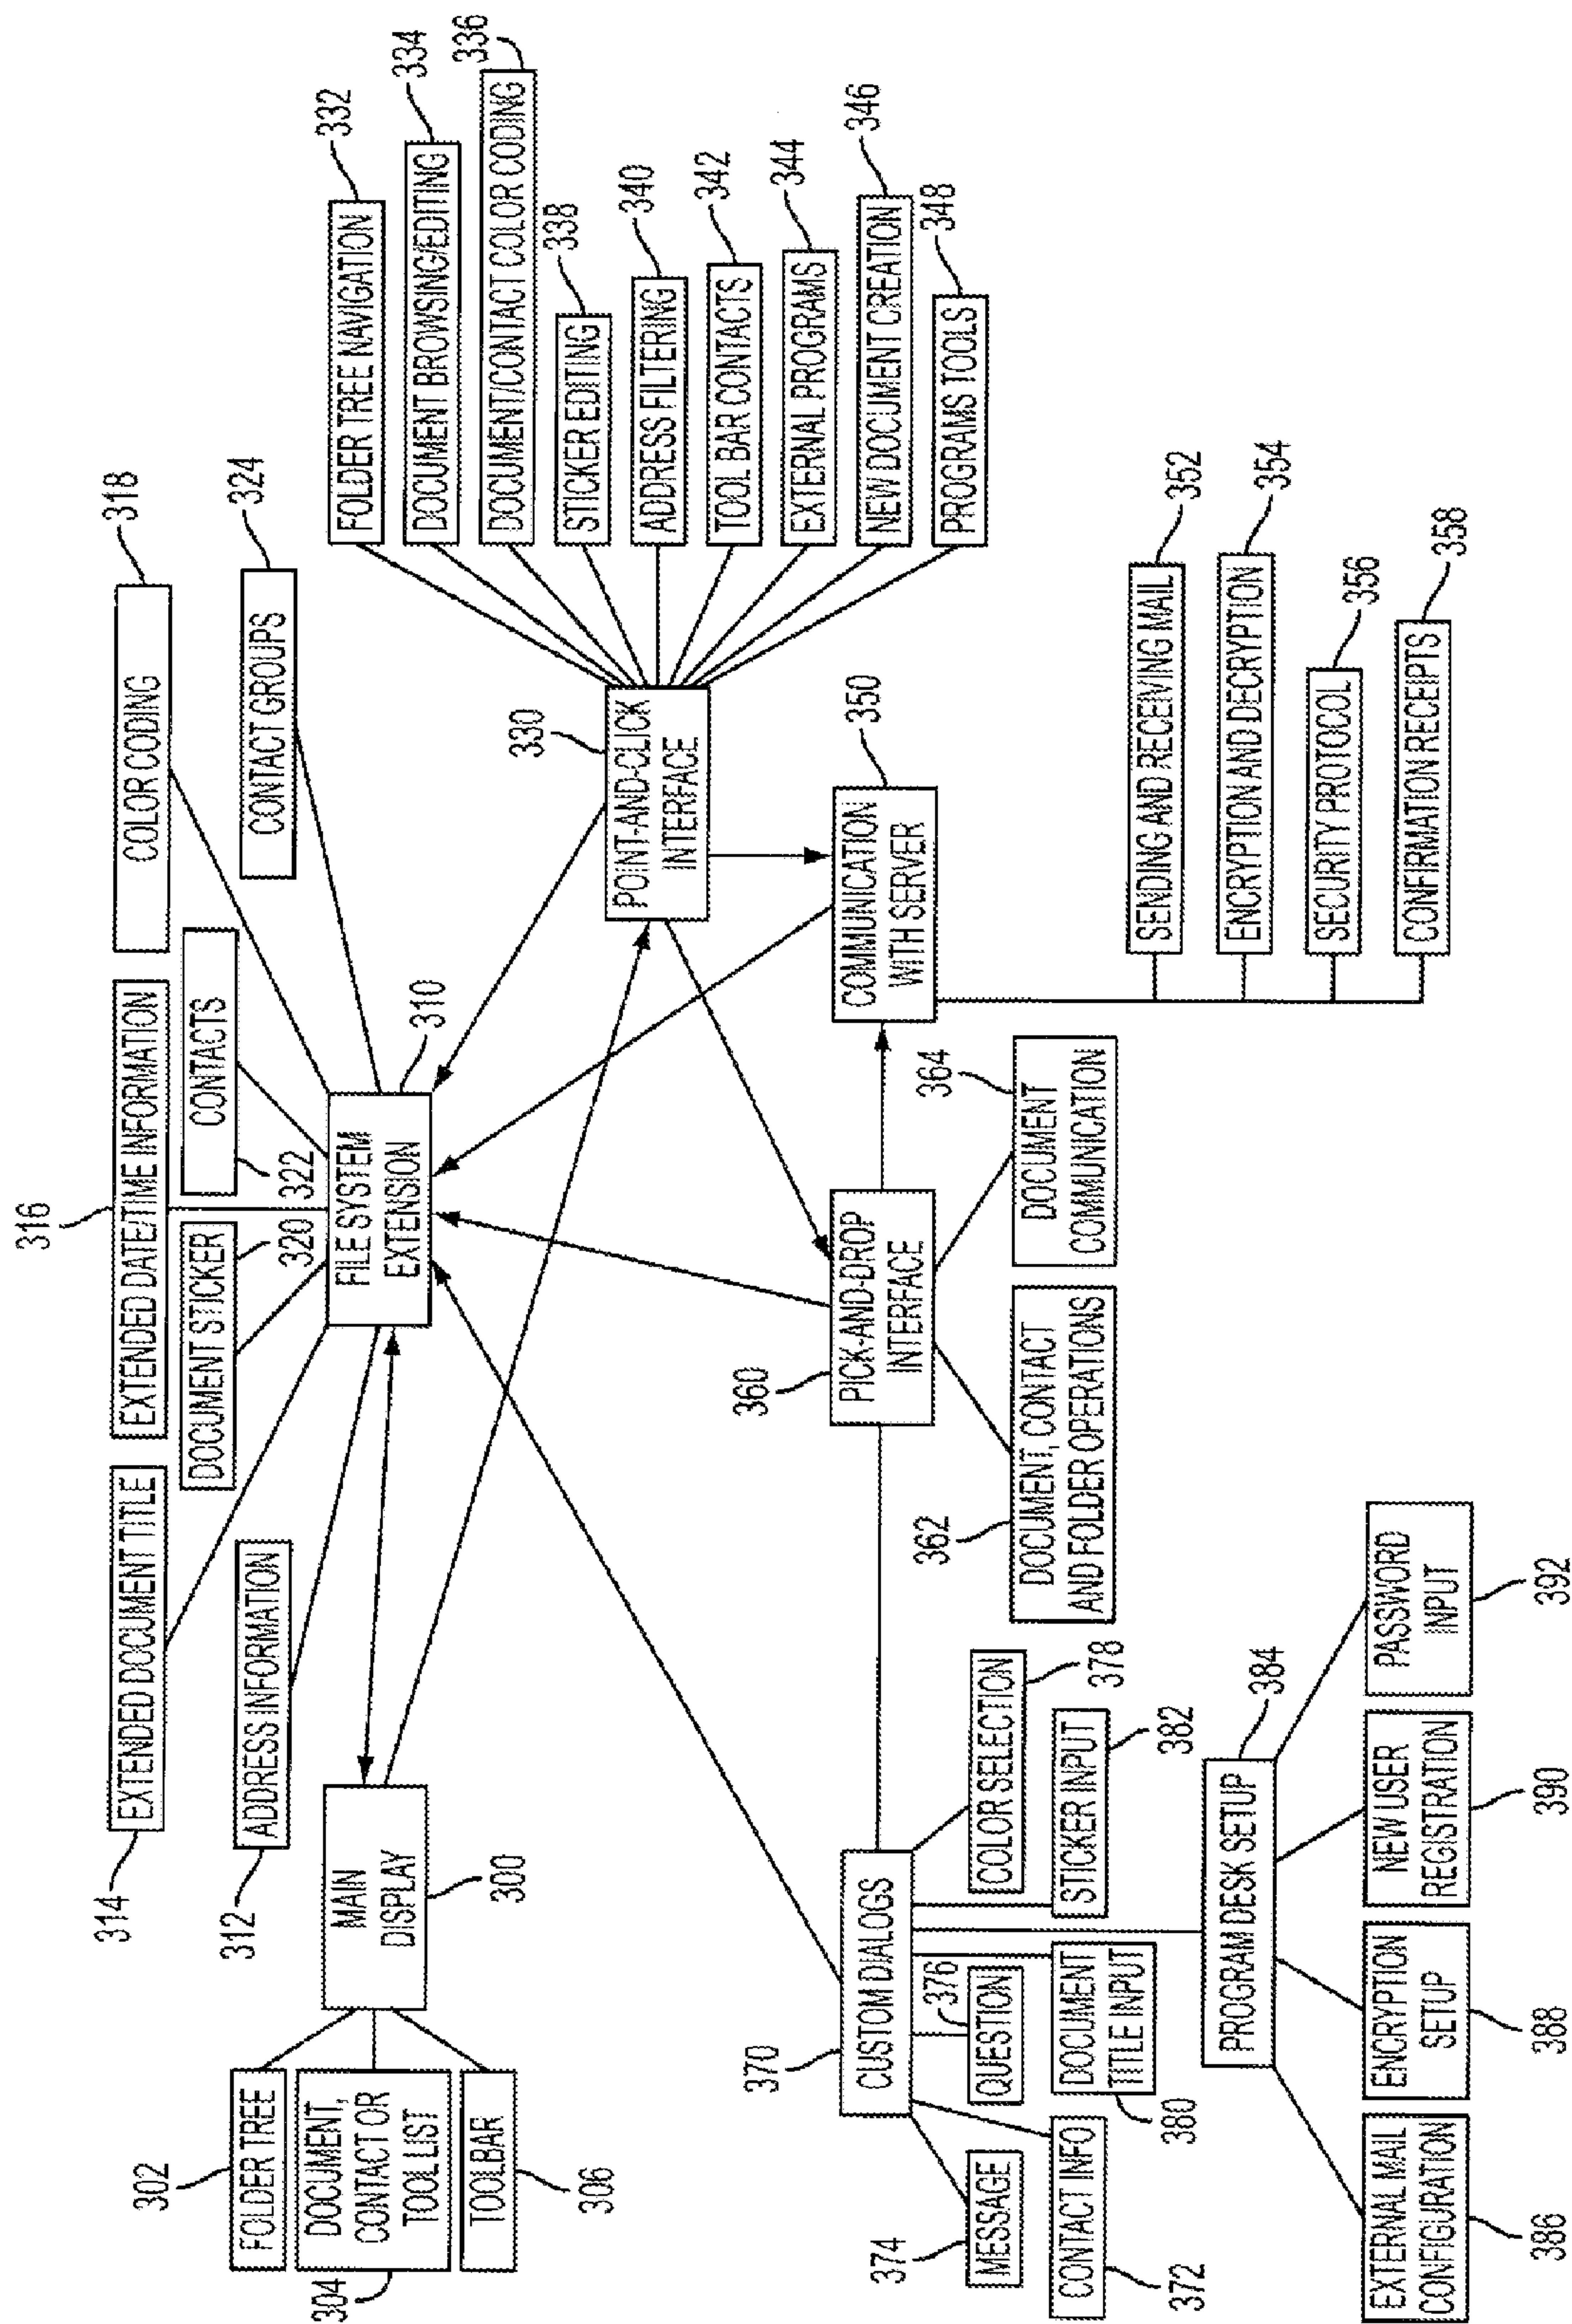 316
314
EXTENDED DOCUMENT TITLE
EXTENDED DATE/TIME INFORMATION
COLOR CODING
318
DOCUMENT STICKER
CONTACTS
312
ADDRESS INFORMATION
320
322
CONTACT GROUPS
324
302
FOLDER TREE
DOCUMENT,
CONTACT OR
TOOL LIST
304
TOOLBAR
306
MAIN
DISPLAY
300
FILE SYSTEM
EXTENSION
310
FOLDER TREE NAVIGATION
332
DOCUMENT BROWSING/EDITING
334
DOCUMENT/CONTACT COLOR CODING
336
STICKER EDITING
338
ADDRESS FILTERING
340
TOOL BAR CONTACTS
342
EXTERNAL PROGRAMS
344
NEW DOCUMENT CREATION
346
PROGRAMS TOOLS
348
330
POINT-AND-CLICK
INTERFACE
360
PICK-AND-DROP
INTERFACE
COMMUNICATION
WITH SERVER
350
362
DOCUMENT, CONTACT
AND FOLDER OPERATIONS
364
DOCUMENT
COMMUNICATION
SENDING AND RECEIVING MAIL
352
ENCRYPTION AND DECRYPTION
354
SECURITY PROTOCOL
356
CONFIRMATION RECEIPTS
358
370
CUSTOM DIALOGS
374
MESSAGE
376
QUESTION
COLOR SELECTION
378
CONTACT INFO
372
DOCUMENT
TITLE INPUT
380
STICKER INPUT
382
PROGRAM DESK SETUP
384
EXTERNAL MAIL
CONFIGURATION
386
ENCRYPTION
SETUP
388
NEW USER
REGISTRATION
390
PASSWORD
INPUT
392